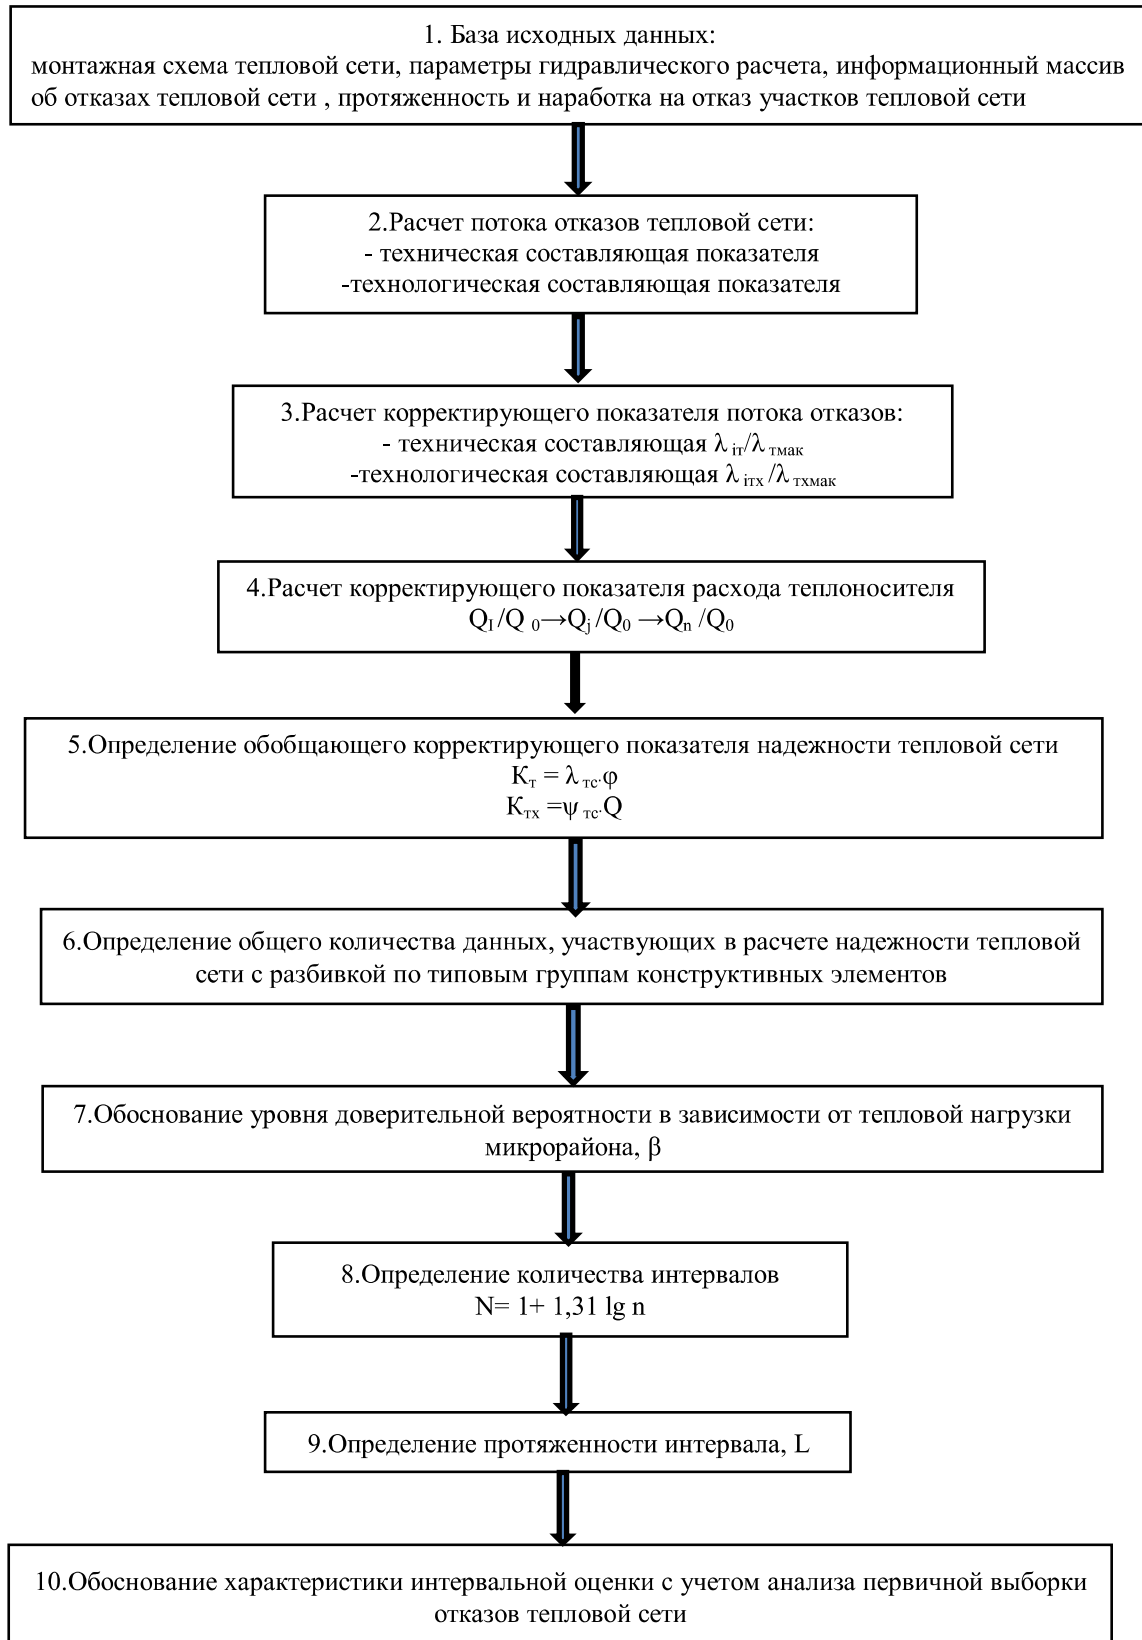 1. База исходных данных:
монтажная схема тепловой сети, параметры гидравлического расчета, информационный массив
об отказах тепловой сети , протяженность и наработка на отказ участков тепловой сети
2.Расчет потока отказов тепловой сети:
- техническая составляющая показателя
-технологическая составляющая показателя
3.Расчет корректирующего показателя потока отказов:
- техническая составляющая λ iт/λ тмак
-технологическая составляющая λ iтх /λ тхмак
4.Расчет корректирующего показателя расхода теплоносителя
Q₁ /Q ₀→Qⱼ /Q₀ →Qₙ /Q₀
5.Определение обобщающего корректирующего показателя надежности тепловой сети
Кт = λ тс·φ
Ктх =ψ тс·Q
6.Определение общего количества данных, участвующих в расчете надежности тепловой
сети с разбивкой по типовым группам конструктивных элементов
7.Обоснование уровня доверительной вероятности в зависимости от тепловой нагрузки
микрорайона, β
8.Определение количества интервалов
N= 1+ 1,31 lg n
9.Определение протяженности интервала, L
10.Обоснование характеристики интервальной оценки с учетом анализа первичной выборки
отказов тепловой сети